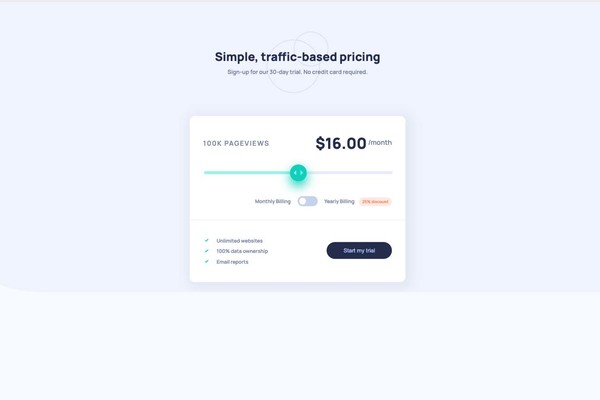 Simple, traffic-based pricing
Sign-up for our 30-day trial. No credit card required.
100K PAGEVIEWS
$16.00 /month
Monthly Billing
Yearly Billing
25% discount
Unlimited websites
100% data ownership
Email reports
Start my trial